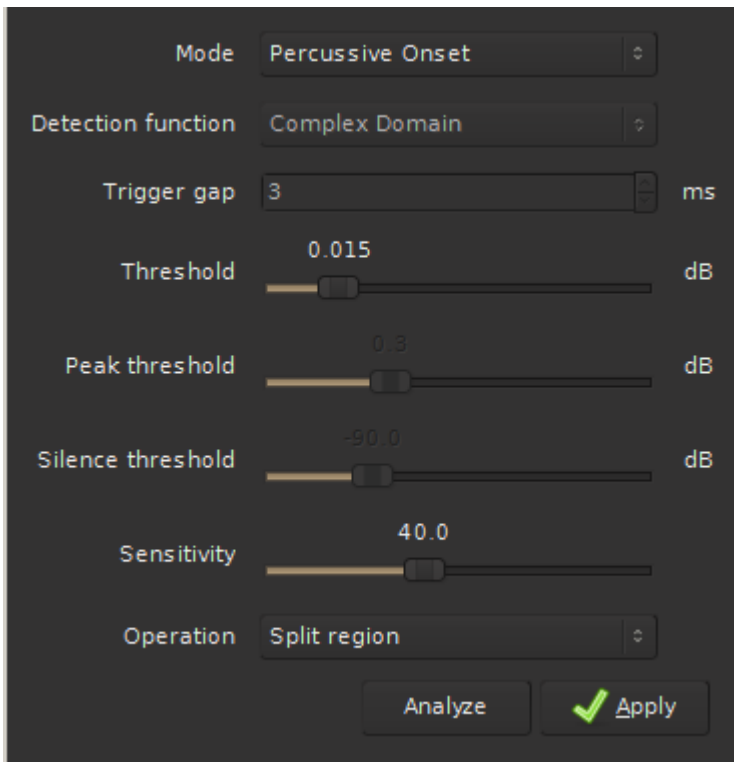 Mode Percussive Onset
Detection function Complex Domain
Trigger gap 3 ms
0.015
Threshold dB
0.3
Peak threshold dB
-90.0
Silence threshold dB
40.0
Sensitivity
Operation Split region
Analyze Apply